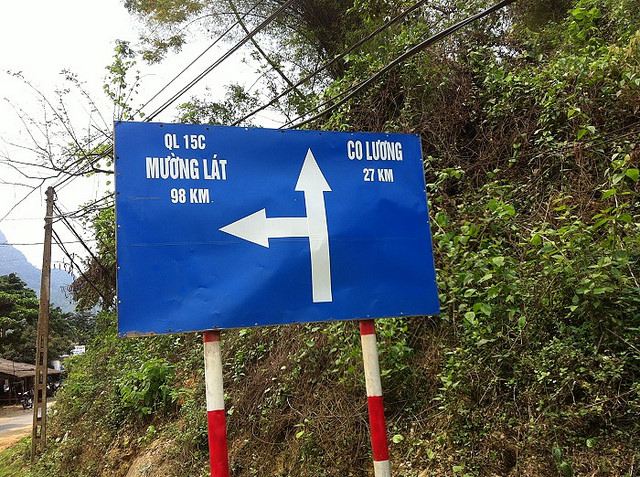 QL 15C
MƯỜNG LÁT
98 KM
CO LƯƠNG
27 KM